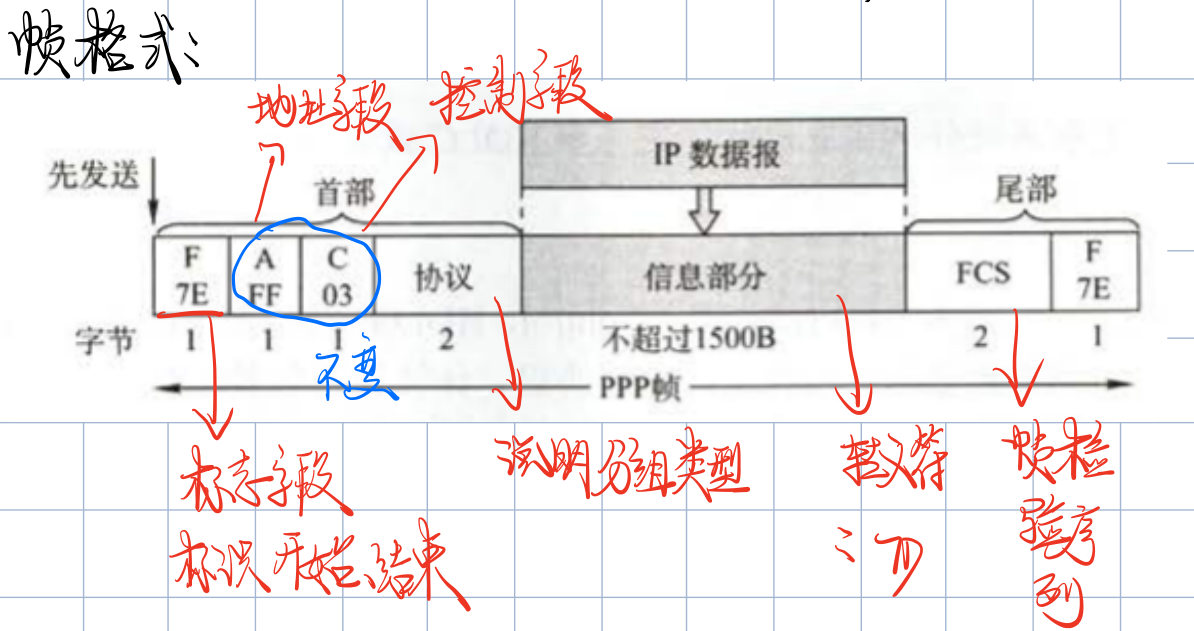 帧格式:
地址字段 控制字段
IP 数据报
先发送 首部 尾部
F A C 协议 信息部分 FCS F
7E FF 03 7E
字节 1 1 1 2 不超过1500B 2 1
不变
PPP帧
标志字段
标识开始、结束
说明分组类型
转义符
: 7D
帧检
验序
列